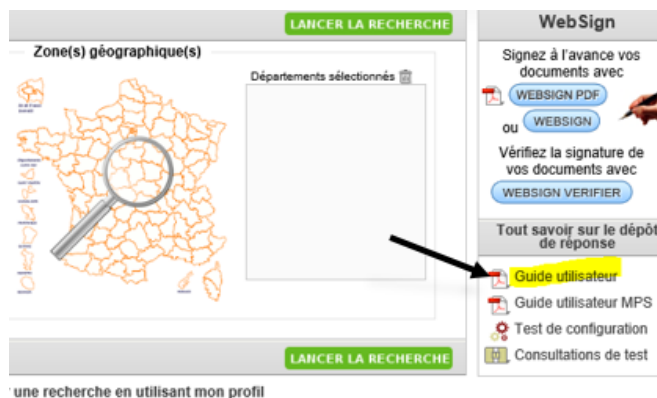 LANCER LA RECHERCHE
Zone(s) géographique(s)
Départements sélectionnés
LANCER LA RECHERCHE
une recherche en utilisant mon profil
WebSign
Signez à l'avance vos
documents avec
WEBSIGN PDF
ou WEBSIGN
Vérifiez la signature de
vos documents avec
WEBSIGN VERIFIER
Tout savoir sur le dépôt
de réponse
Guide utilisateur
Guide utilisateur MPS
Test de configuration
Consultations de test